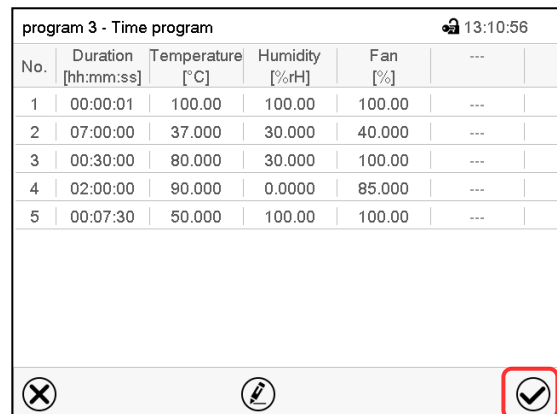 program 3 - Time program 13:10:56
No. Duration [hh:mm:ss] Temperature [°C] Humidity [%rH] Fan [%] ---
1 00:00:01 100.00 100.00 100.00 ---
2 07:00:00 37.000 30.000 40.000 ---
3 00:30:00 80.000 30.000 100.00 ---
4 02:00:00 90.000 0.0000 85.000 ---
5 00:07:30 50.000 100.00 100.00 ---